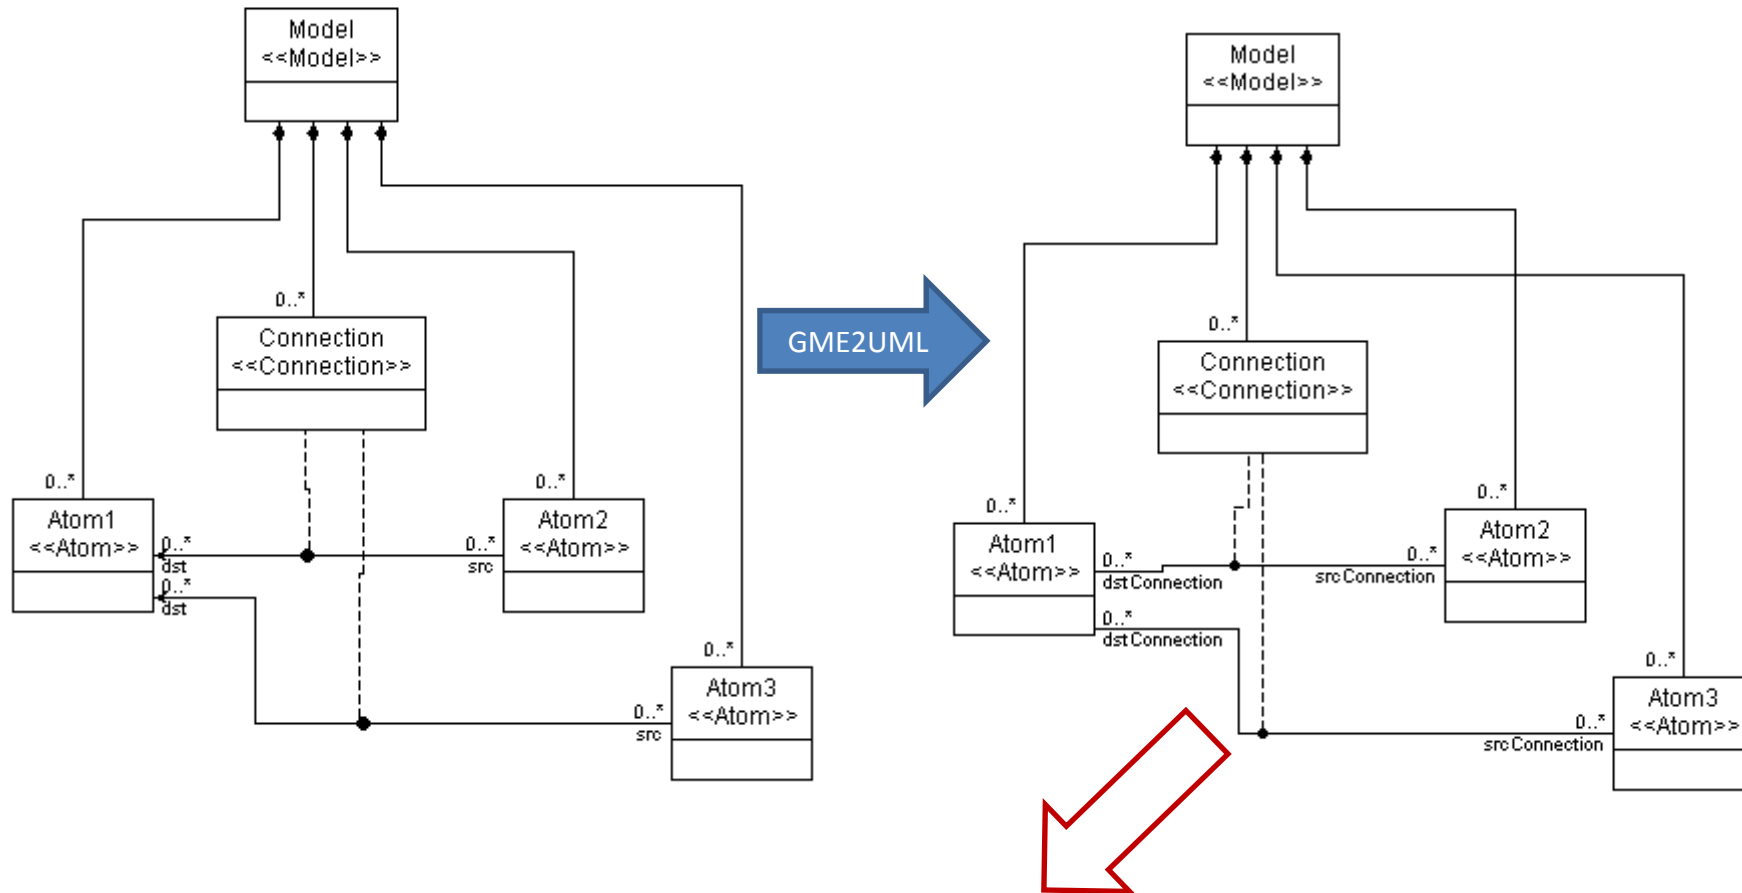 Model
<<Model>>
0..*
Connection
<<Connection>>
0..*
Atom1
<<Atom>>
0..*
dst
0..*
dst
0..*
Atom2
<<Atom>>
0..*
src
0..*
Atom3
<<Atom>>
0..*
src
GME2UML
Model
<<Model>>
0..*
Connection
<<Connection>>
0..*
Atom1
<<Atom>>
0..*
dstConnection
0..*
dstConnection
0..*
Atom2
<<Atom>>
0..*
srcConnection
0..*
Atom3
<<Atom>>
0..*
srcConnection